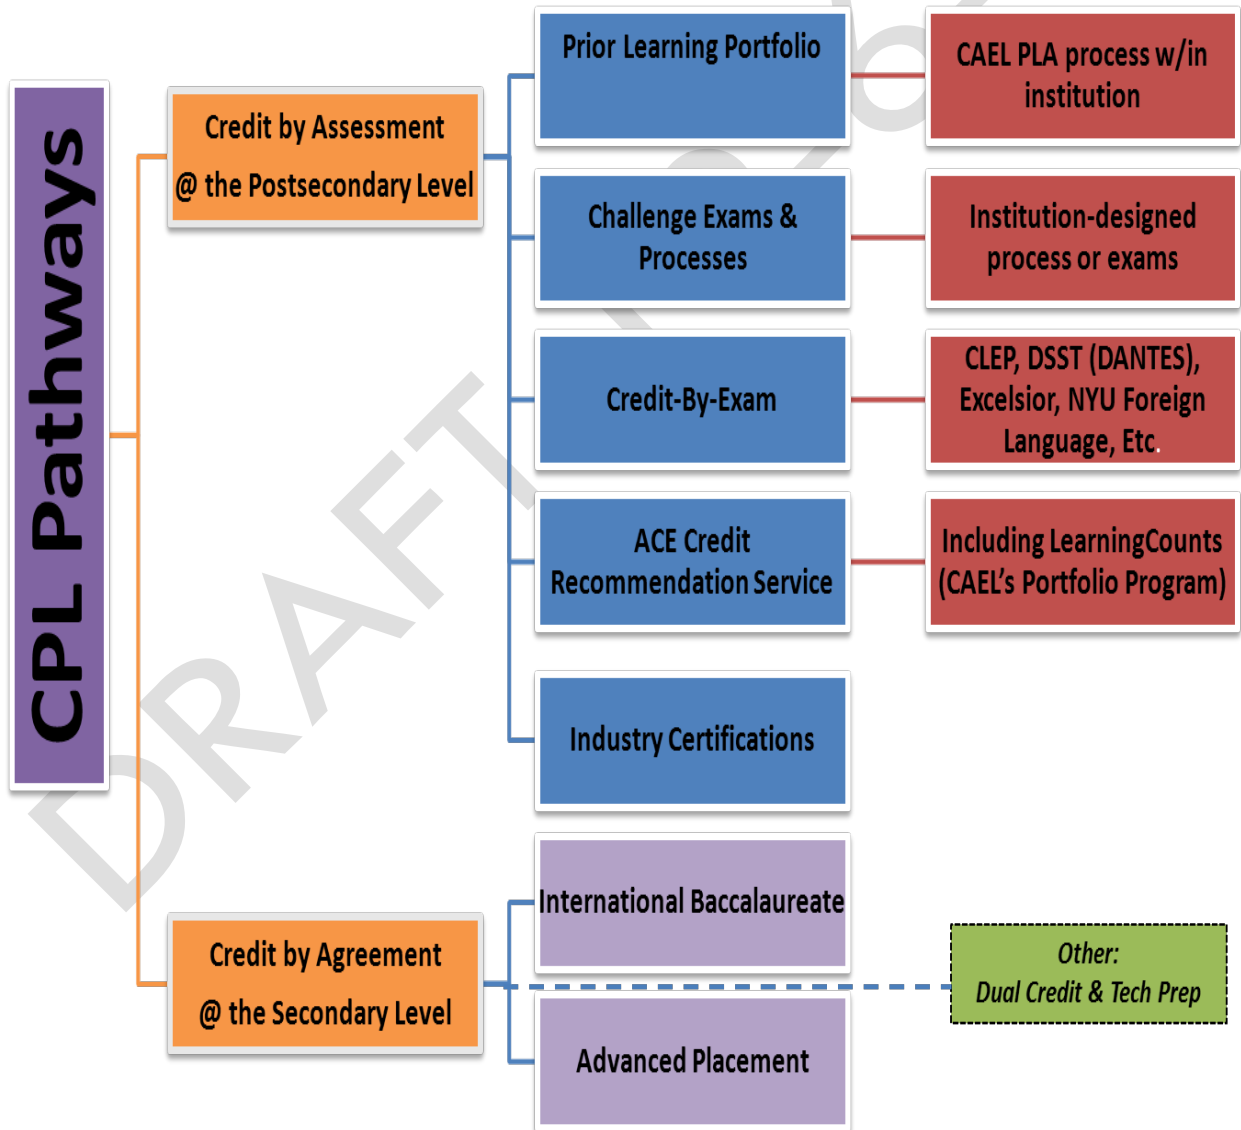 CPL Pathways
Credit by Assessment
@ the Postsecondary Level
Prior Learning Portfolio
CAEL PLA process w/in
institution
Challenge Exams &
Processes
Institution-designed
process or exams
Credit-By-Exam
CLEP, DSST (DANTES),
Excelsior, NYU Foreign
Language, Etc.
ACE Credit
Recommendation Service
Including LearningCounts
(CAEL's Portfolio Program)
Industry Certifications
Credit by Agreement
@ the Secondary Level
International Baccalaureate
Advanced Placement
Other:
Dual Credit & Tech Prep
DRAFT